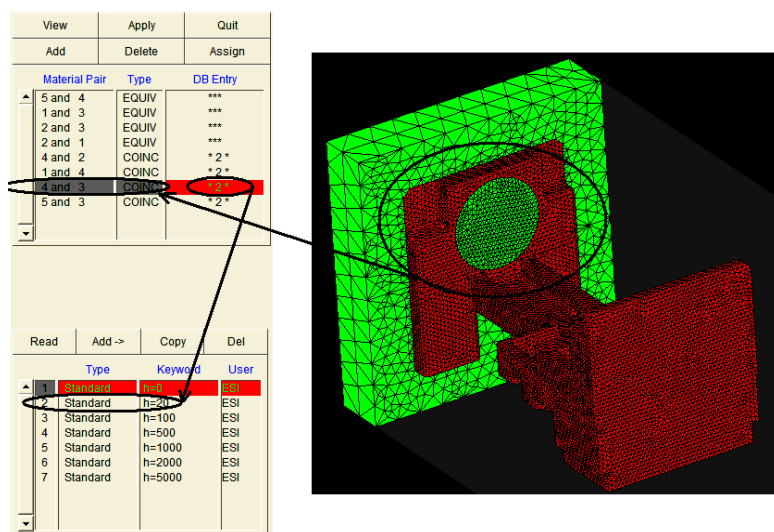 View Apply Quit
Add Delete Assign
Material Pair Type DB Entry
5 and 4 EQUIV ***
1 and 3 EQUIV ***
2 and 3 EQUIV ***
2 and 1 EQUIV ***
4 and 2 COINC * 2 *
1 and 4 COINC * 2 *
4 and 3 COINC * 2 *
5 and 3 COINC * 2 *
Read Add -> Copy Del
Type Keyword User
1 Standard h=0 ESI
2 Standard h=20 ESI
3 Standard h=100 ESI
4 Standard h=500 ESI
5 Standard h=1000 ESI
6 Standard h=2000 ESI
7 Standard h=5000 ESI